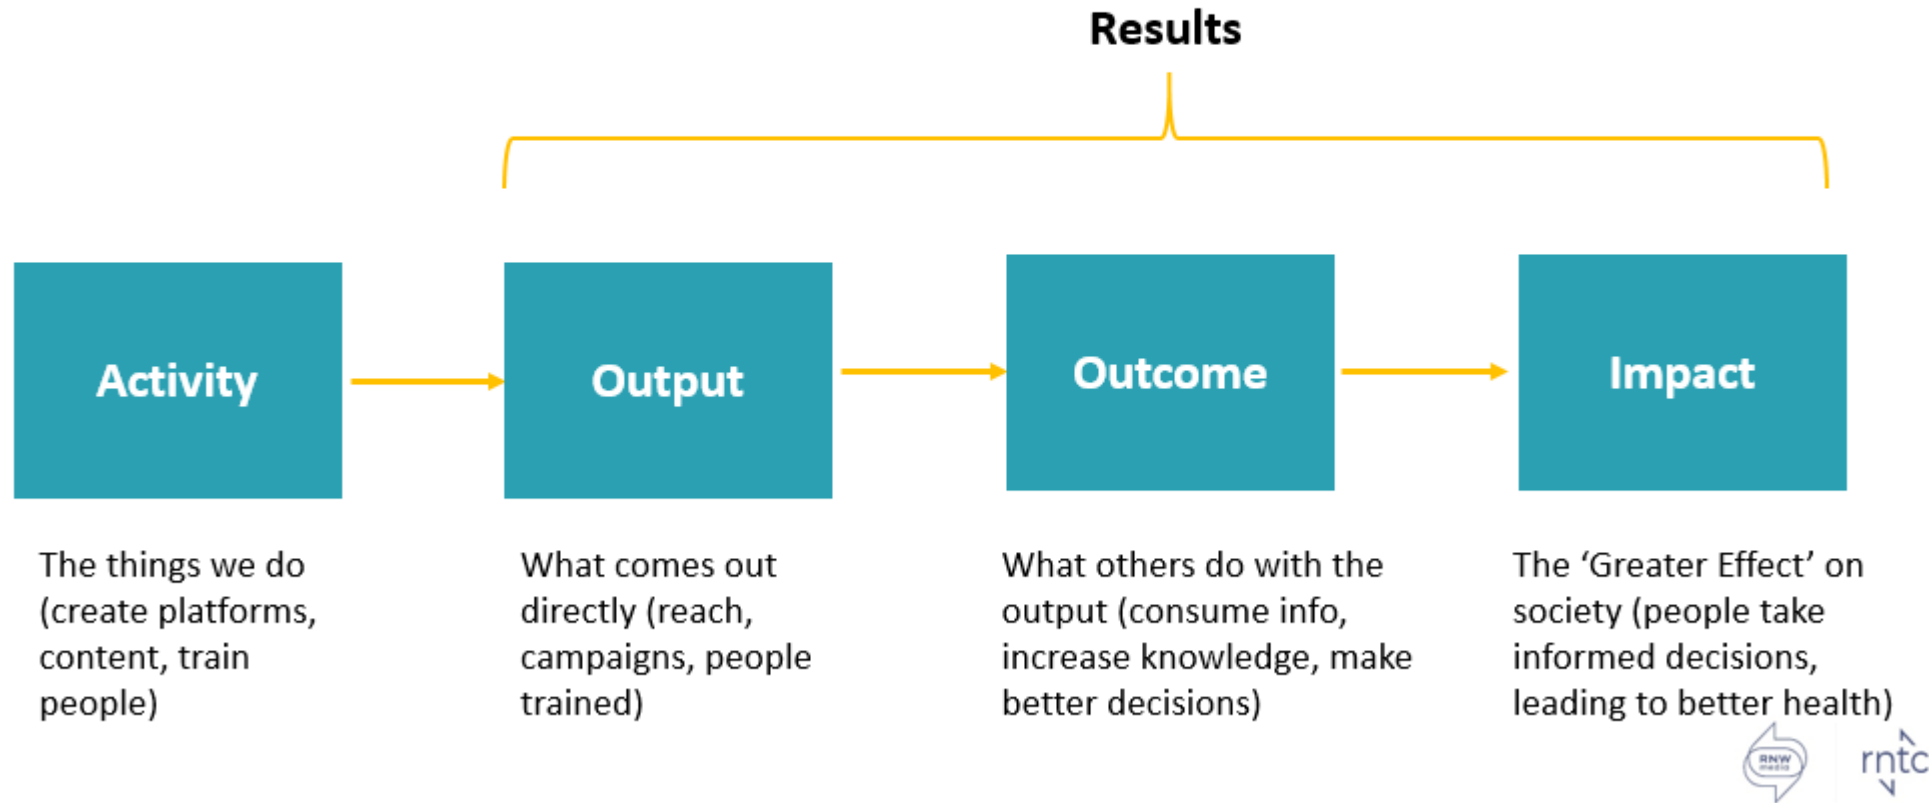 Results
Activity
Output
Outcome
Impact
The things we do
(create platforms,
content, train
people)
What comes out
directly (reach,
campaigns, people
trained)
What others do with the
output (consume info,
increase knowledge, make
better decisions)
The ‘Greater Effect’ on
society (people take
informed decisions,
leading to better health)
RNW
media
rntc